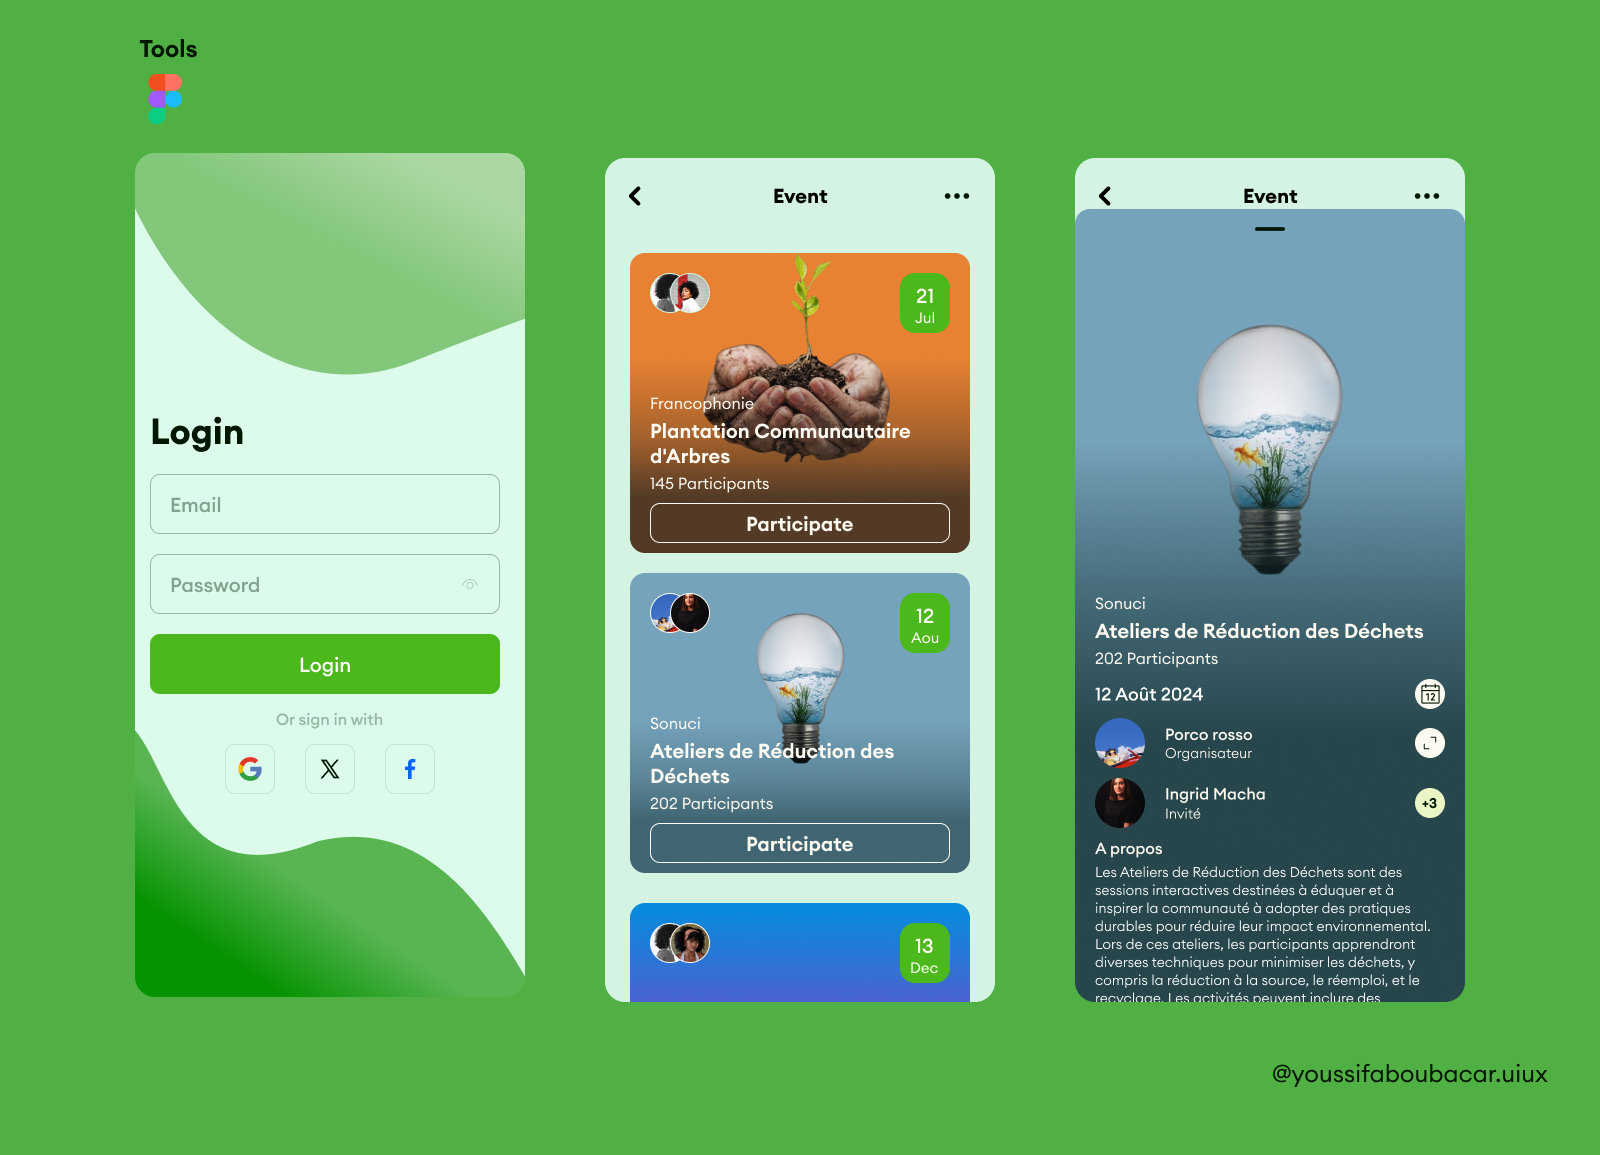 Tools
Login
Email
Password
Login
Or sign in with
Event
21
Jul
Francophonie
Plantation Communautaire
d'Arbres
145 Participants
Participate
12
Aou
Sonuci
Ateliers de Réduction des
Déchets
202 Participants
Participate
13
Dec
Event
Sonuci
Ateliers de Réduction des Déchets
202 Participants
12 Août 2024
12
Porco rosso
Organisateur
Ingrid Macha
Invité
+3
A propos
Les Ateliers de Réduction des Déchets sont des
sessions interactives destinées à éduquer et à
inspirer la communauté à adopter des pratiques
durables pour réduire leur impact environnemental.
Lors de ces ateliers, les participants apprendront
diverses techniques pour minimiser les déchets, y
compris la réduction à la source, le réemploi, et le
recyclage. Les activités peuvent inclure des
@youssifaboubacar.uiux